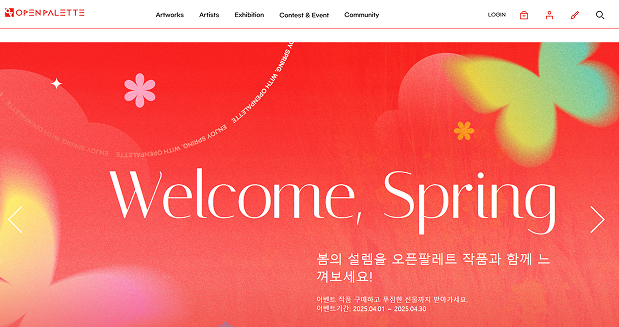 OPENPALETTE
Artworks
Artists
Exhibition
Contest & Event
Community
LOGIN
ENJOY SPRING, WITH OPENPALETTE
ENJOY SPRING, WITH OPENPALETTE
ENJOY SPRING, WITH OPENPALETTE
Welcome, Spring
봄의 설렘을 오픈팔레트 작품과 함께 느
껴보세요!
이벤트 작품 구매하고 푸짐한 선물까지 받아가세요.
이벤트기간: 2025.04.01 ~ 2025.04.30